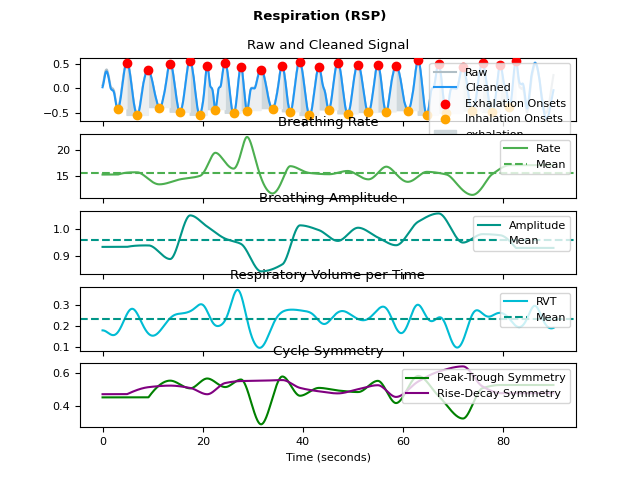 Respiration (RSP)
Raw and Cleaned Signal
0.5
0.0
−0.5
Raw
Cleaned
Exhalation Onsets
Inhalation Onsets
exhalation
Breathing Rate
20
15
Rate
Mean
Breathing Amplitude
1.0
0.9
Amplitude
Mean
Respiratory Volume per Time
0.3
0.2
0.1
RVT
Mean
Cycle Symmetry
0.6
0.4
Peak-Trough Symmetry
Rise-Decay Symmetry
0 20 40 60 80
Time (seconds)